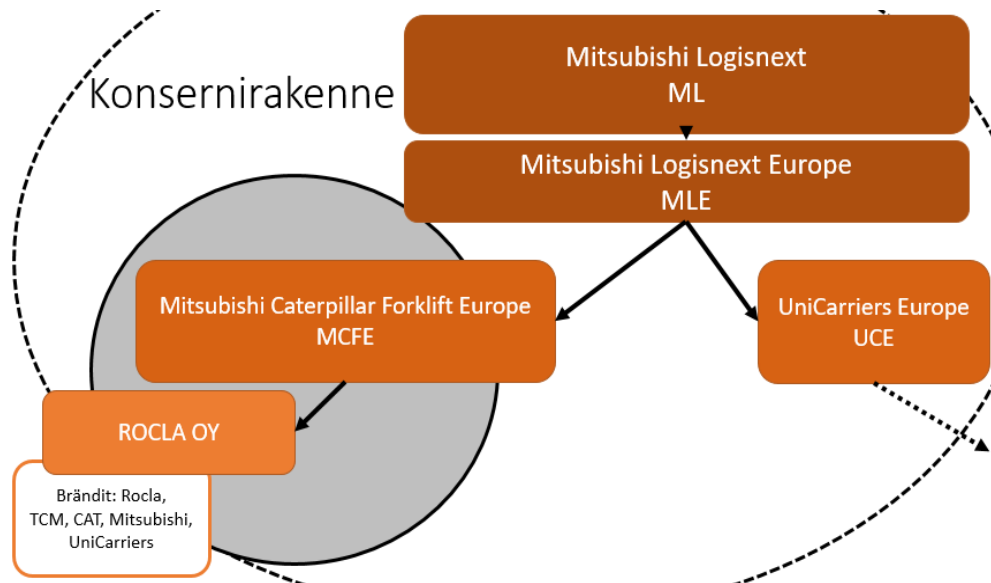 Konsernirakenne
Mitsubishi Logisnext
ML
Mitsubishi Logisnext Europe
MLE
Mitsubishi Caterpillar Forklift Europe
MCFE
UniCarriers Europe
UCE
ROCLA OY
Brändit: Rocla,
TCM, CAT, Mitsubishi,
UniCarriers